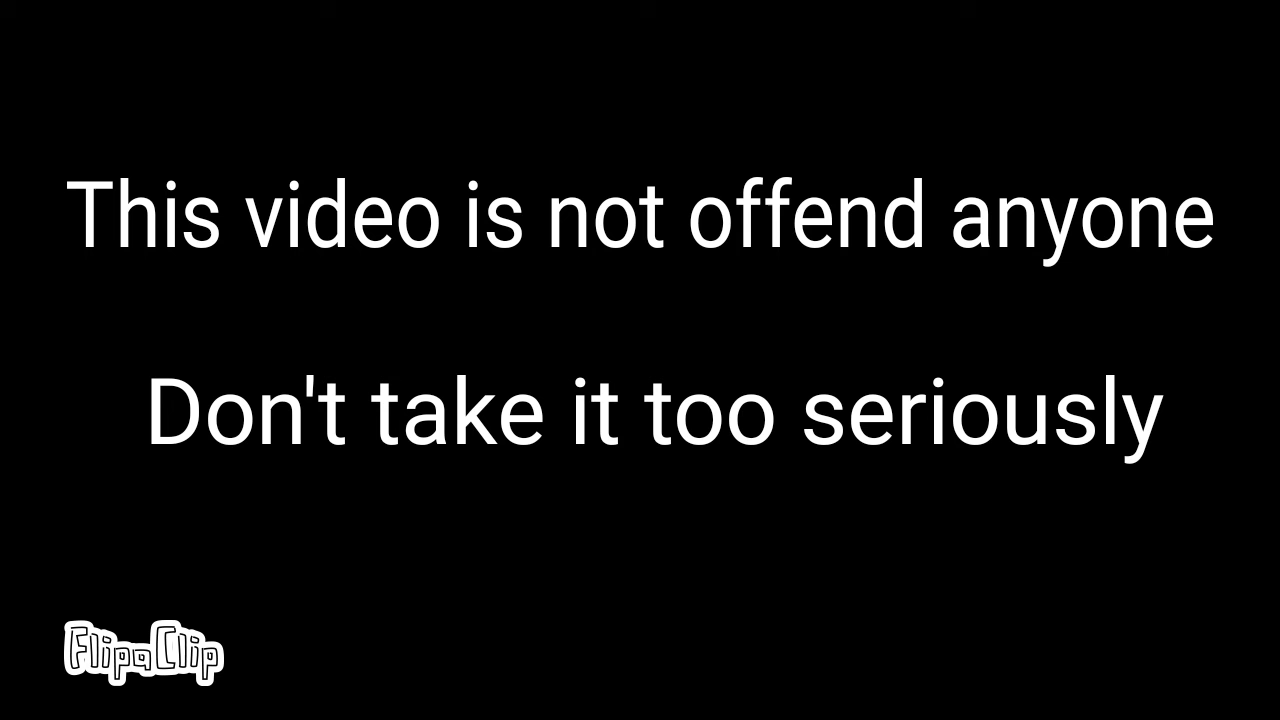 This video is not offend anyone
Don't take it too seriously
FlipaClip